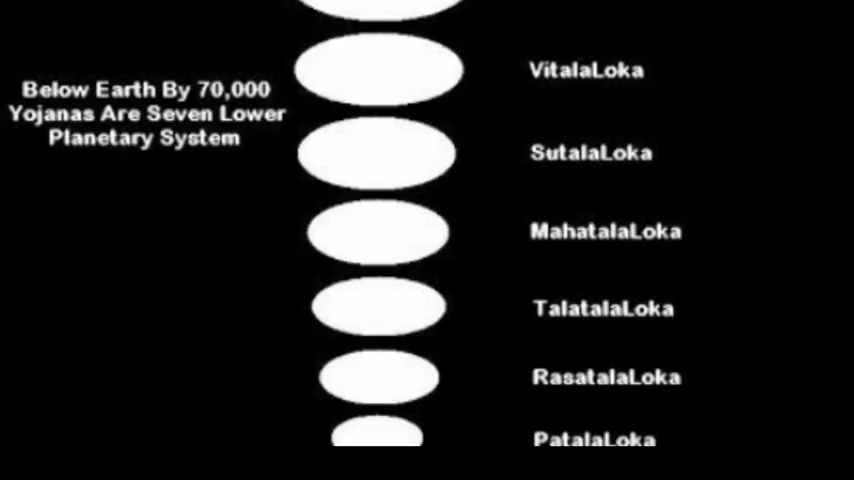 Below Earth By 70,000
Yojanas Are Seven Lower
Planetary System
VitalaLoka
SutalaLoka
MahatalaLoka
TalatalaLoka
RasatalaLoka
PatalaLoka